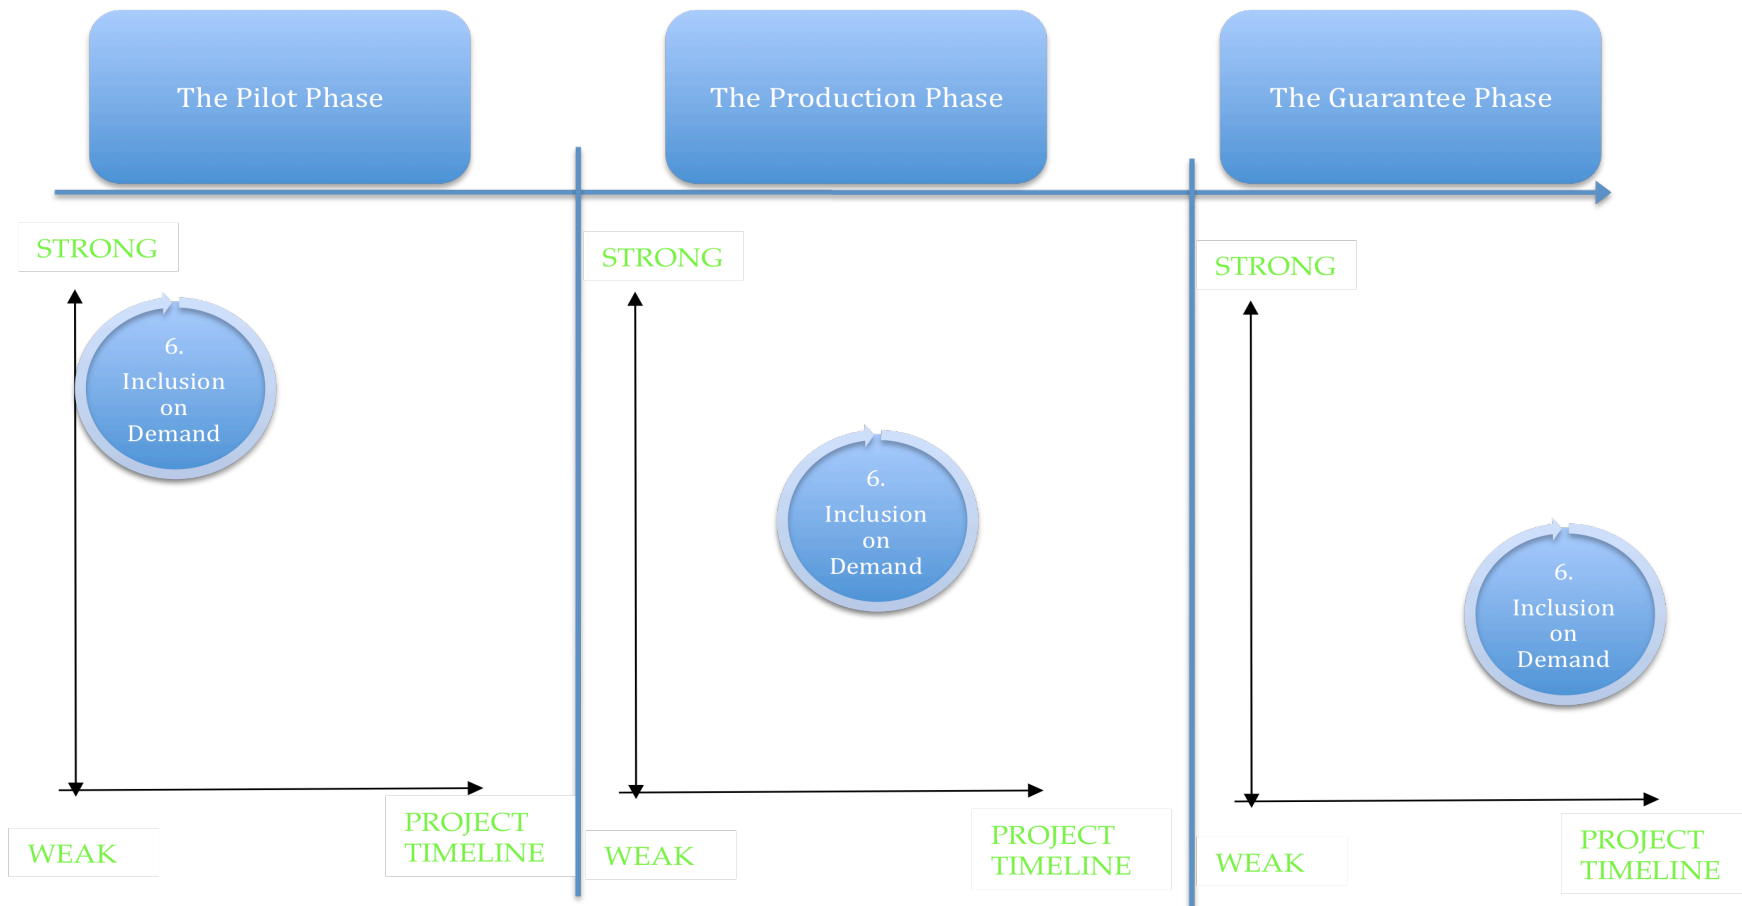 The Pilot Phase
The Production Phase
The Guarantee Phase
STRONG
6.
Inclusion
on
Demand
WEAK
PROJECT
TIMELINE
STRONG
6.
Inclusion
on
Demand
WEAK
PROJECT
TIMELINE
STRONG
6.
Inclusion
on
Demand
WEAK
PROJECT
TIMELINE